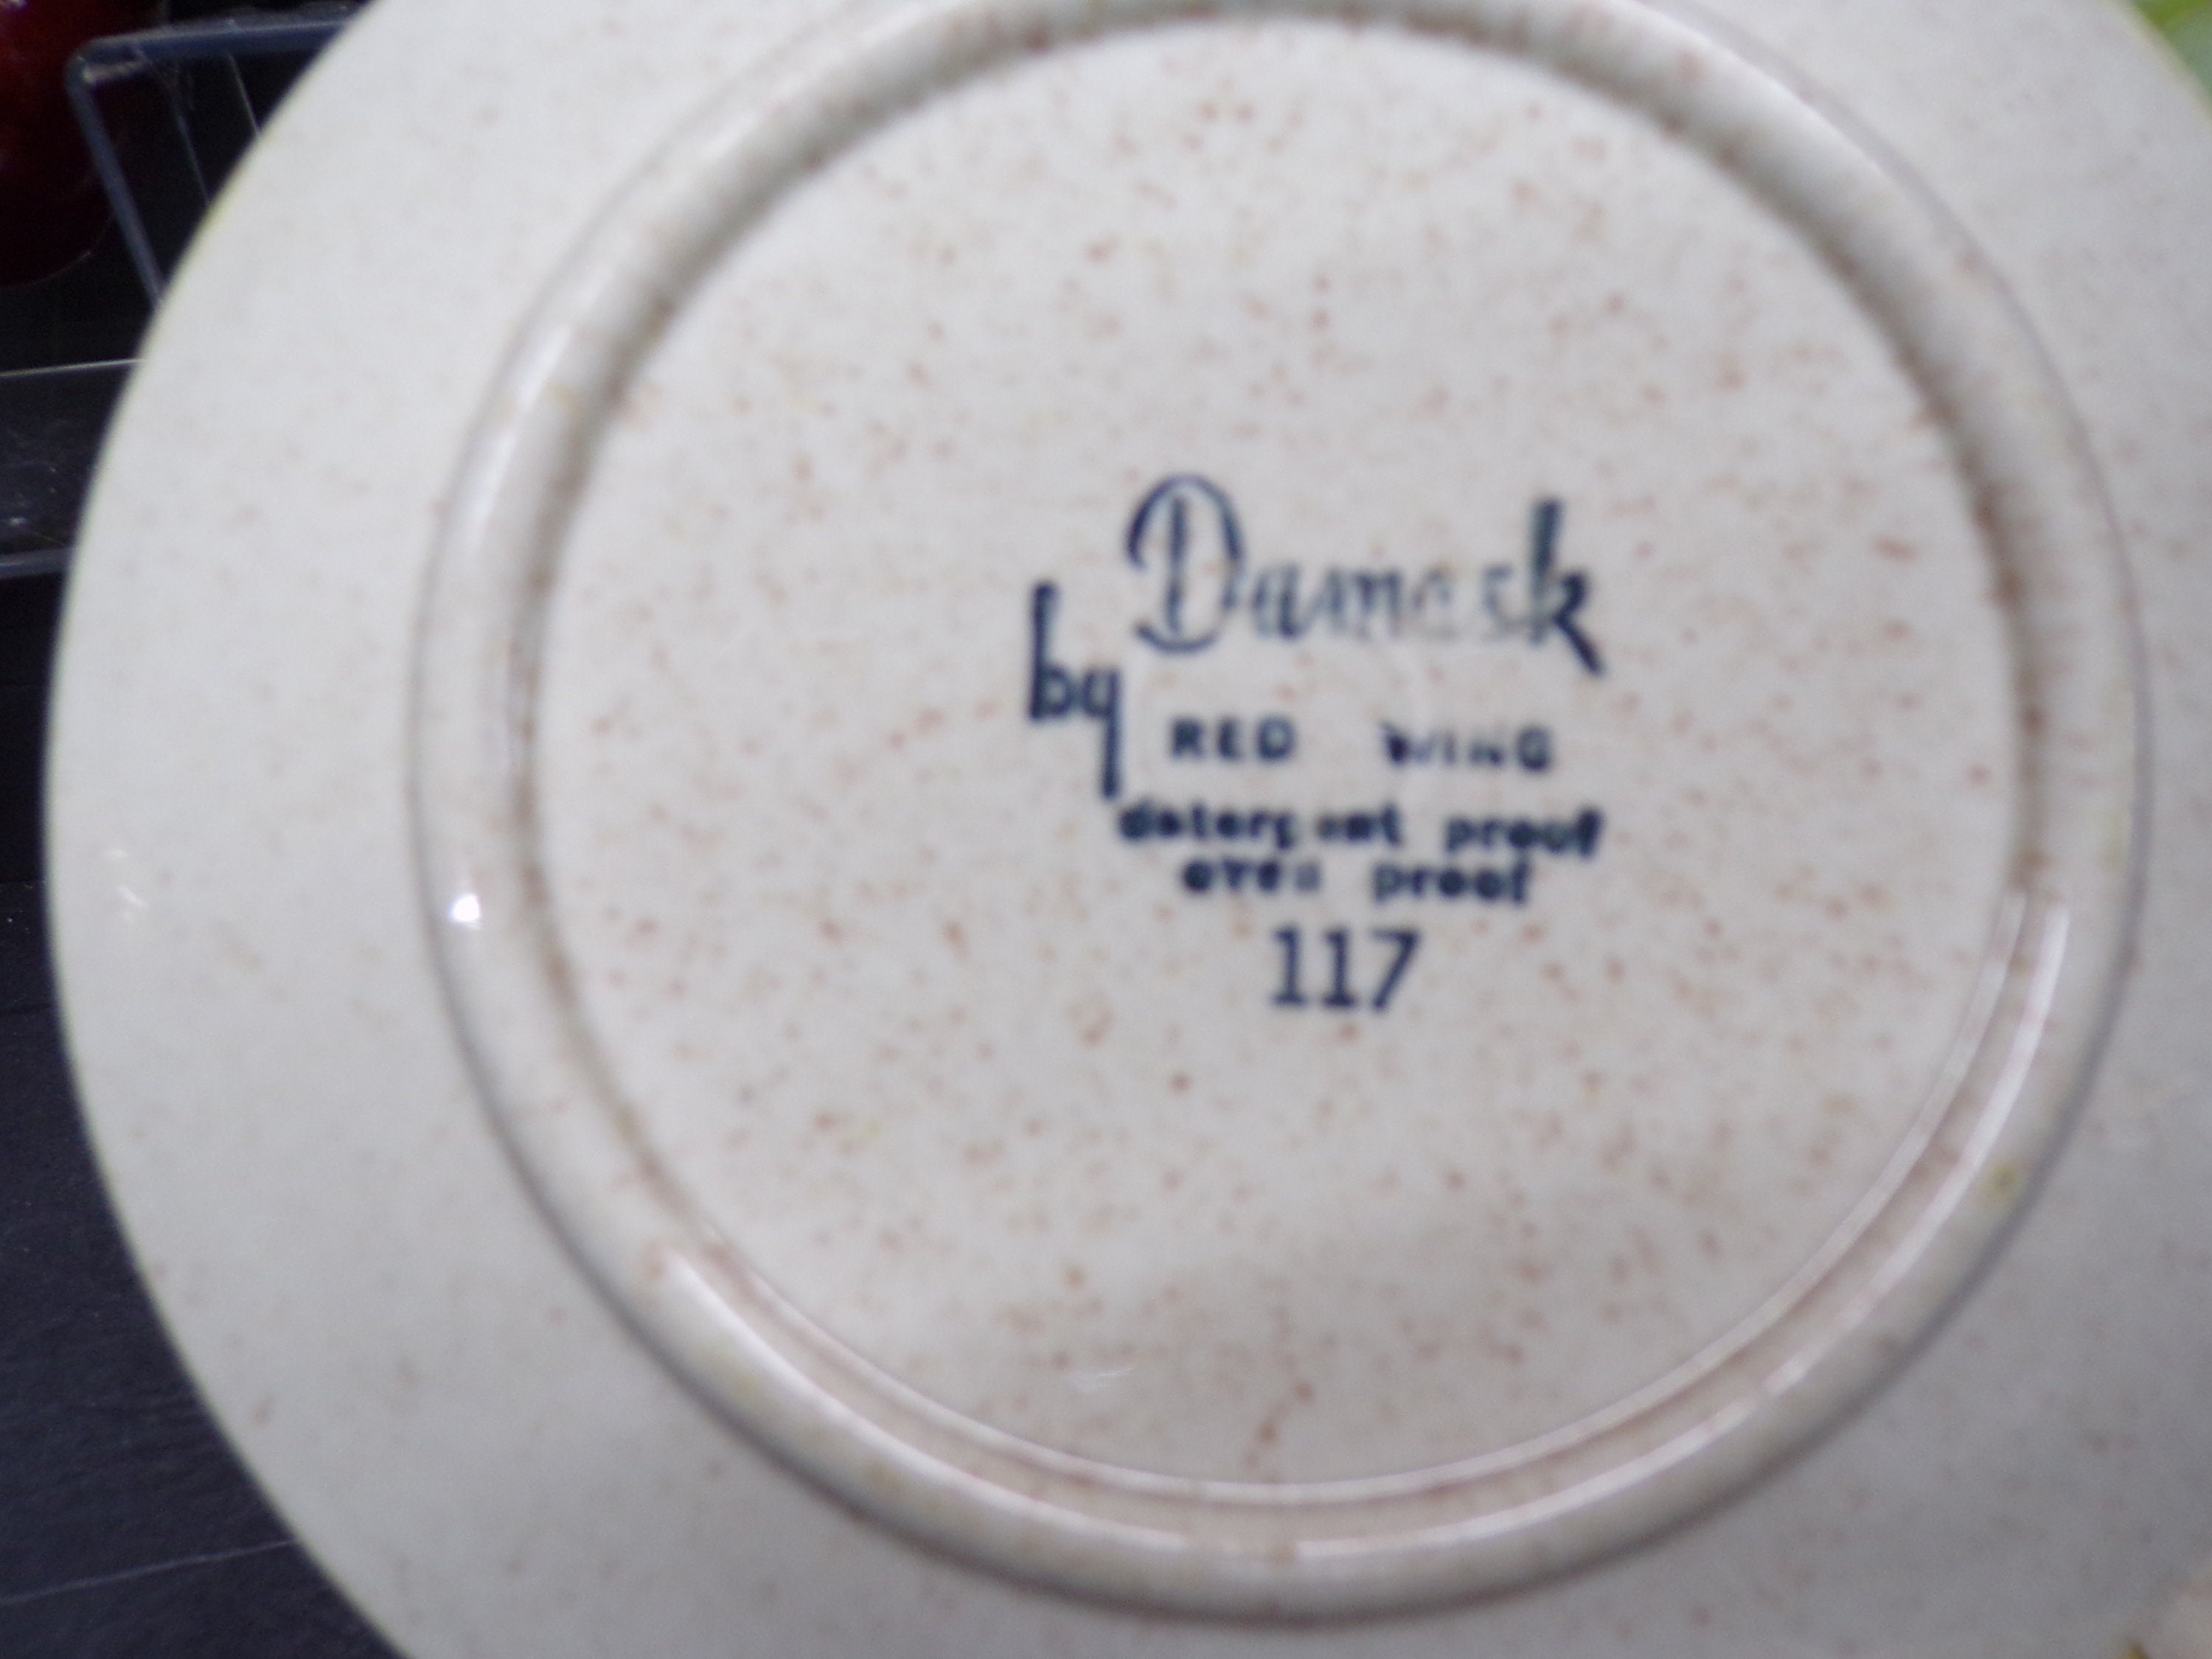 Damask
by RED WING
detergent proof
oven proof
117